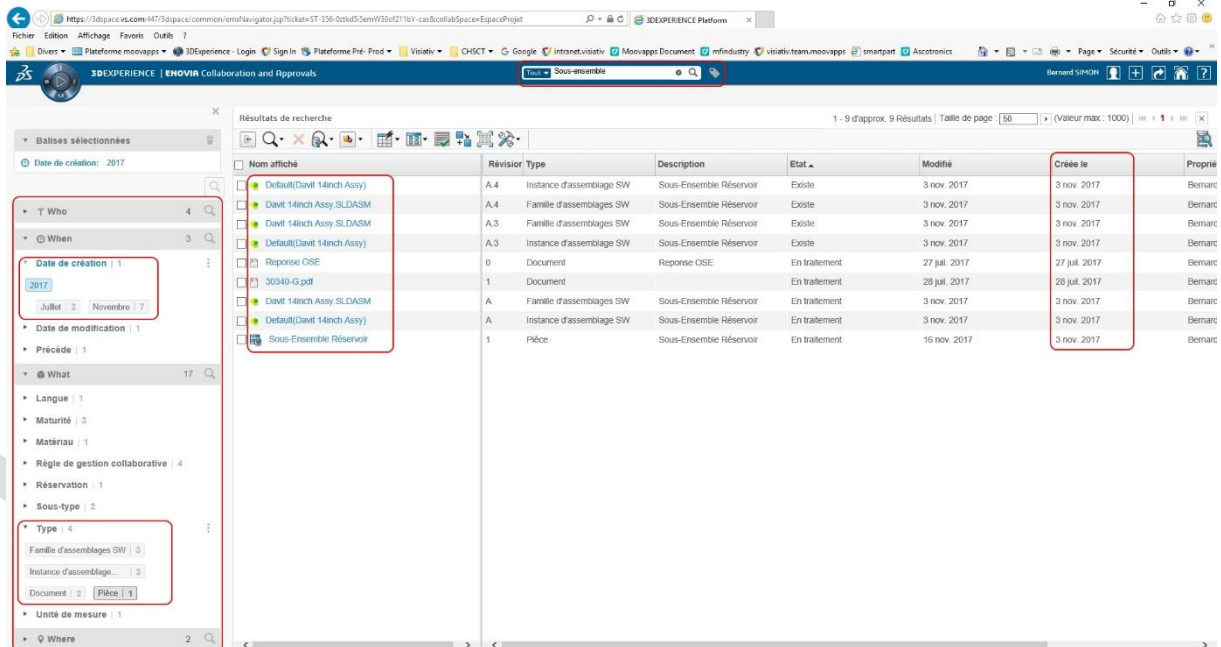 https://3dspace.vs.com:447/3dspace/common/emxNavigator.jsp?ticket=ST-356-0ztkd5i5emW39of211bY-cas&collabSpace=EspaceProjet
3DEXPERIENCE Platform
Fichier Edition Affichage Favoris Outils ?
Divers Plateforme moovapps 3DExperience - Login Sign In Plateforme Pré- Prod Visiativ CHSCT Google intranet.visiativ Moovapps Document mfindustry visiativ.team.moovapps smartpart Ascotronics Page Sécurité Outils
3DEXPERIENCE | ENOVIA Collaboration and Approvals Tout Sous-ensemble Bernard SIMON
Résultats de recherche 1 - 9 d'approx. 9 Résultats | Taille de page : 50 (Valeur max : 1000) 1
Balises sélectionnées
Date de création: 2017
Who 4
When 3
Date de création | 1
2017
Juillet | 2 Novembre | 7
Date de modification | 1
Précède | 1
What 17
Langue | 1
Maturité | 3
Matériau | 1
Règle de gestion collaborative | 4
Réservation | 1
Sous-type | 2
Type | 4
Famille d'assemblages SW | 3
Instance d'assemblage... | 3
Document | 2 Pièce | 1
Unité de mesure | 1
Where 2
Nom affiché Révision Type Description Etat Modifié Créée le Proprié
Default(Davit 14inch Assy) A.4 Instance d'assemblage SW Sous-Ensemble Réservoir Existe 3 nov. 2017 3 nov. 2017 Bernard
Davit 14inch Assy.SLDASM A.4 Famille d'assemblages SW Sous-Ensemble Réservoir Existe 3 nov. 2017 3 nov. 2017 Bernard
Davit 14inch Assy.SLDASM A.3 Famille d'assemblages SW Sous-Ensemble Réservoir Existe 3 nov. 2017 3 nov. 2017 Bernard
Default(Davit 14inch Assy) A.3 Instance d'assemblage SW Sous-Ensemble Réservoir Existe 3 nov. 2017 3 nov. 2017 Bernard
Reponse OSE 0 Document Reponse OSE En traitement 27 juil. 2017 27 juil. 2017 Bernard
30340-G.pdf 1 Document En traitement 28 juil. 2017 28 juil. 2017 Bernard
Davit 14inch Assy.SLDASM A Famille d'assemblages SW Sous-Ensemble Réservoir En traitement 3 nov. 2017 3 nov. 2017 Bernard
Default(Davit 14inch Assy) A Instance d'assemblage SW Sous-Ensemble Réservoir En traitement 3 nov. 2017 3 nov. 2017 Bernard
Sous-Ensemble Réservoir 1 Pièce Sous-Ensemble Réservoir En traitement 16 nov. 2017 3 nov. 2017 Bernard